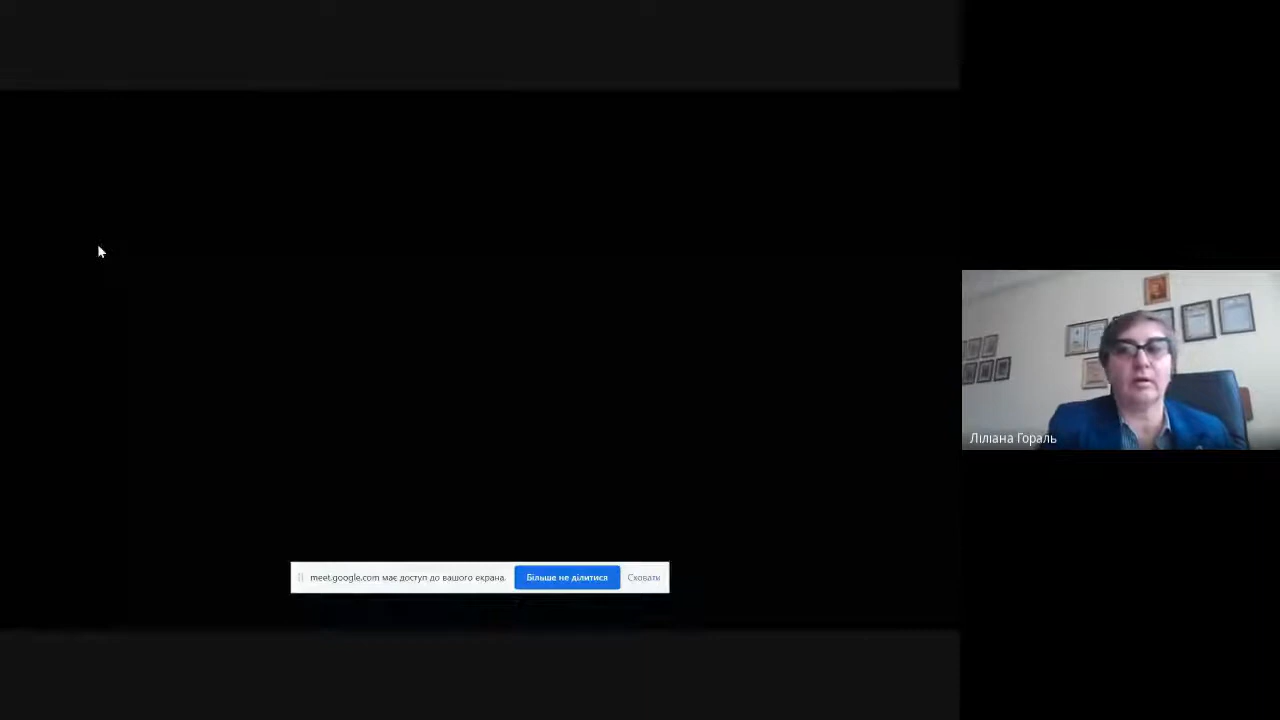 Ліліана Гораль
meet.google.com має доступ до вашого екрана. Більше не ділитися Сховати